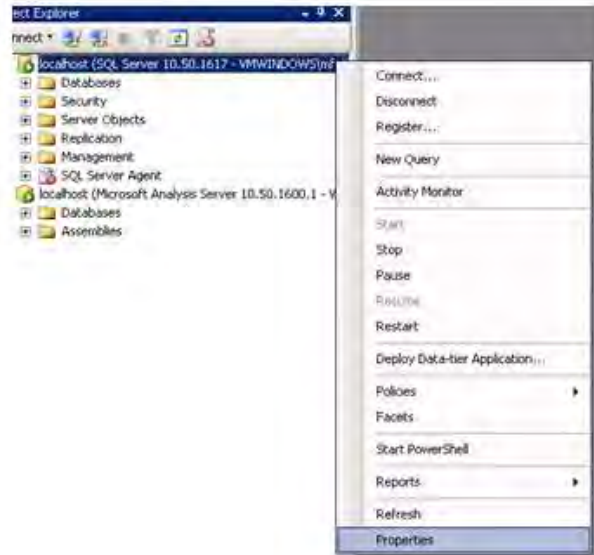 ect Explorer
nnect
localhost (SQL Server 10.50.1617 - VMWINDOWS\mf
Databases
Security
Server Objects
Replication
Management
SQL Server Agent
localhost (Microsoft Analysis Server 10.50.1600.1 - V
Databases
Assemblies
Connect...
Disconnect
Register...
New Query
Activity Monitor
Start
Stop
Pause
Resume
Restart
Deploy Data-tier Application...
Policies
Facets
Start PowerShell
Reports
Refresh
Properties